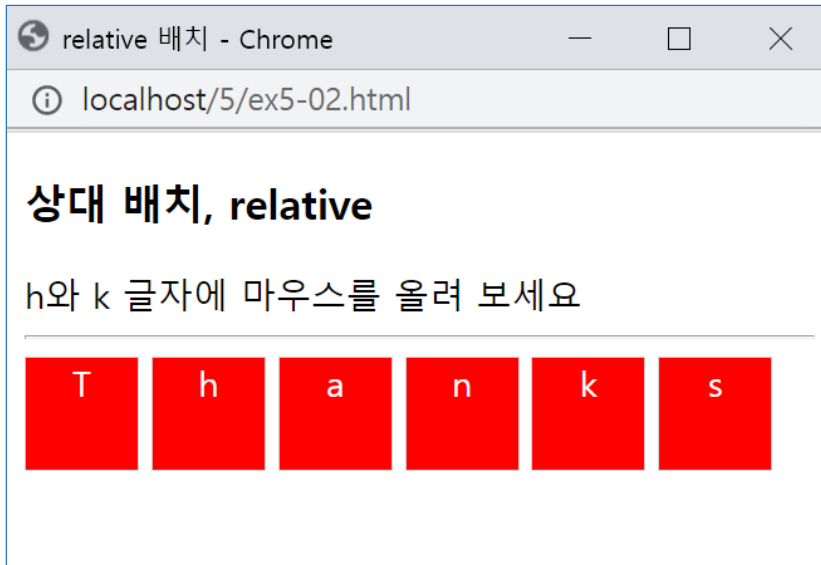 relative 배치 - Chrome
localhost/5/ex5-02.html
상대 배치, relative
h와 k 글자에 마우스를 올려 보세요
T h a n k s